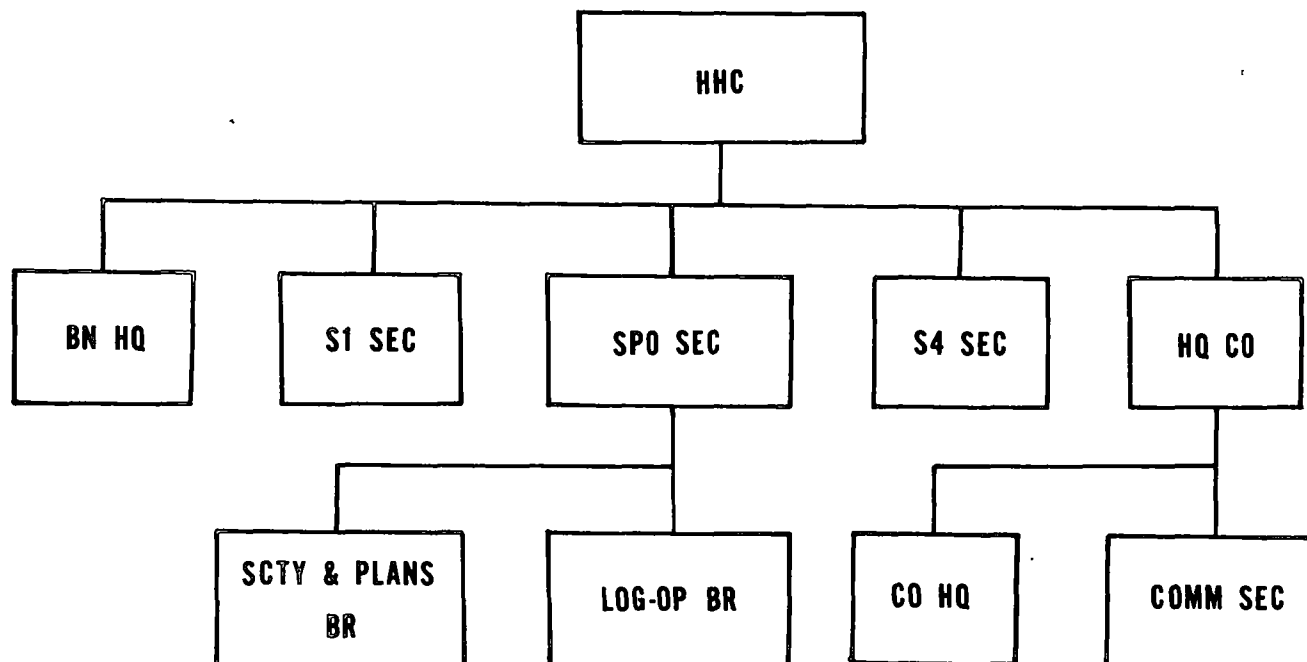 HHC
BN HQ
S1 SEC
SPO SEC
S4 SEC
HQ CO
SCTY & PLANS
BR
LOG-OP BR
CO HQ
COMM SEC